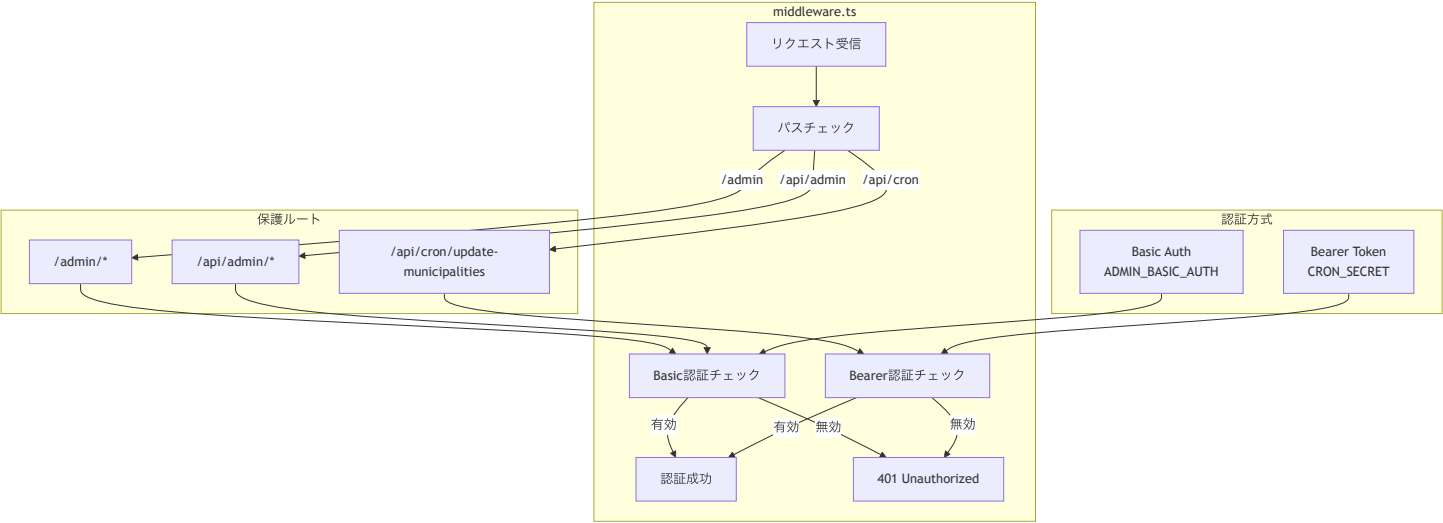 middleware.ts
リクエスト受信
パスチェック
/admin
/api/admin
/api/cron
保護ルート
/admin/*
/api/admin/*
/api/cron/update-
municipalities
認証方式
Basic Auth
ADMIN_BASIC_AUTH
Bearer Token
CRON_SECRET
Basic認証チェック
Bearer認証チェック
有効
有効
無効
無効
認証成功
401 Unauthorized